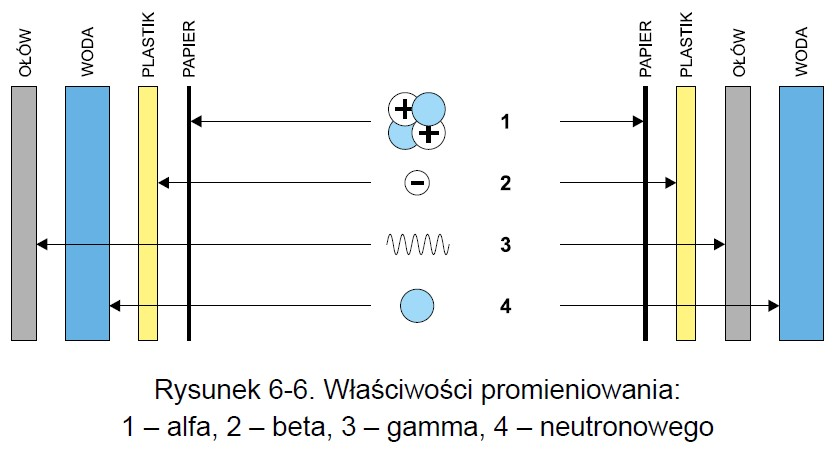 OŁÓW
WODA
PLASTIK
PAPIER
PAPIER
PLASTIK
OŁÓW
WODA
1
2
3
4
Rysunek 6-6. Właściwości promieniowania:
1 – alfa, 2 – beta, 3 – gamma, 4 – neutronowego